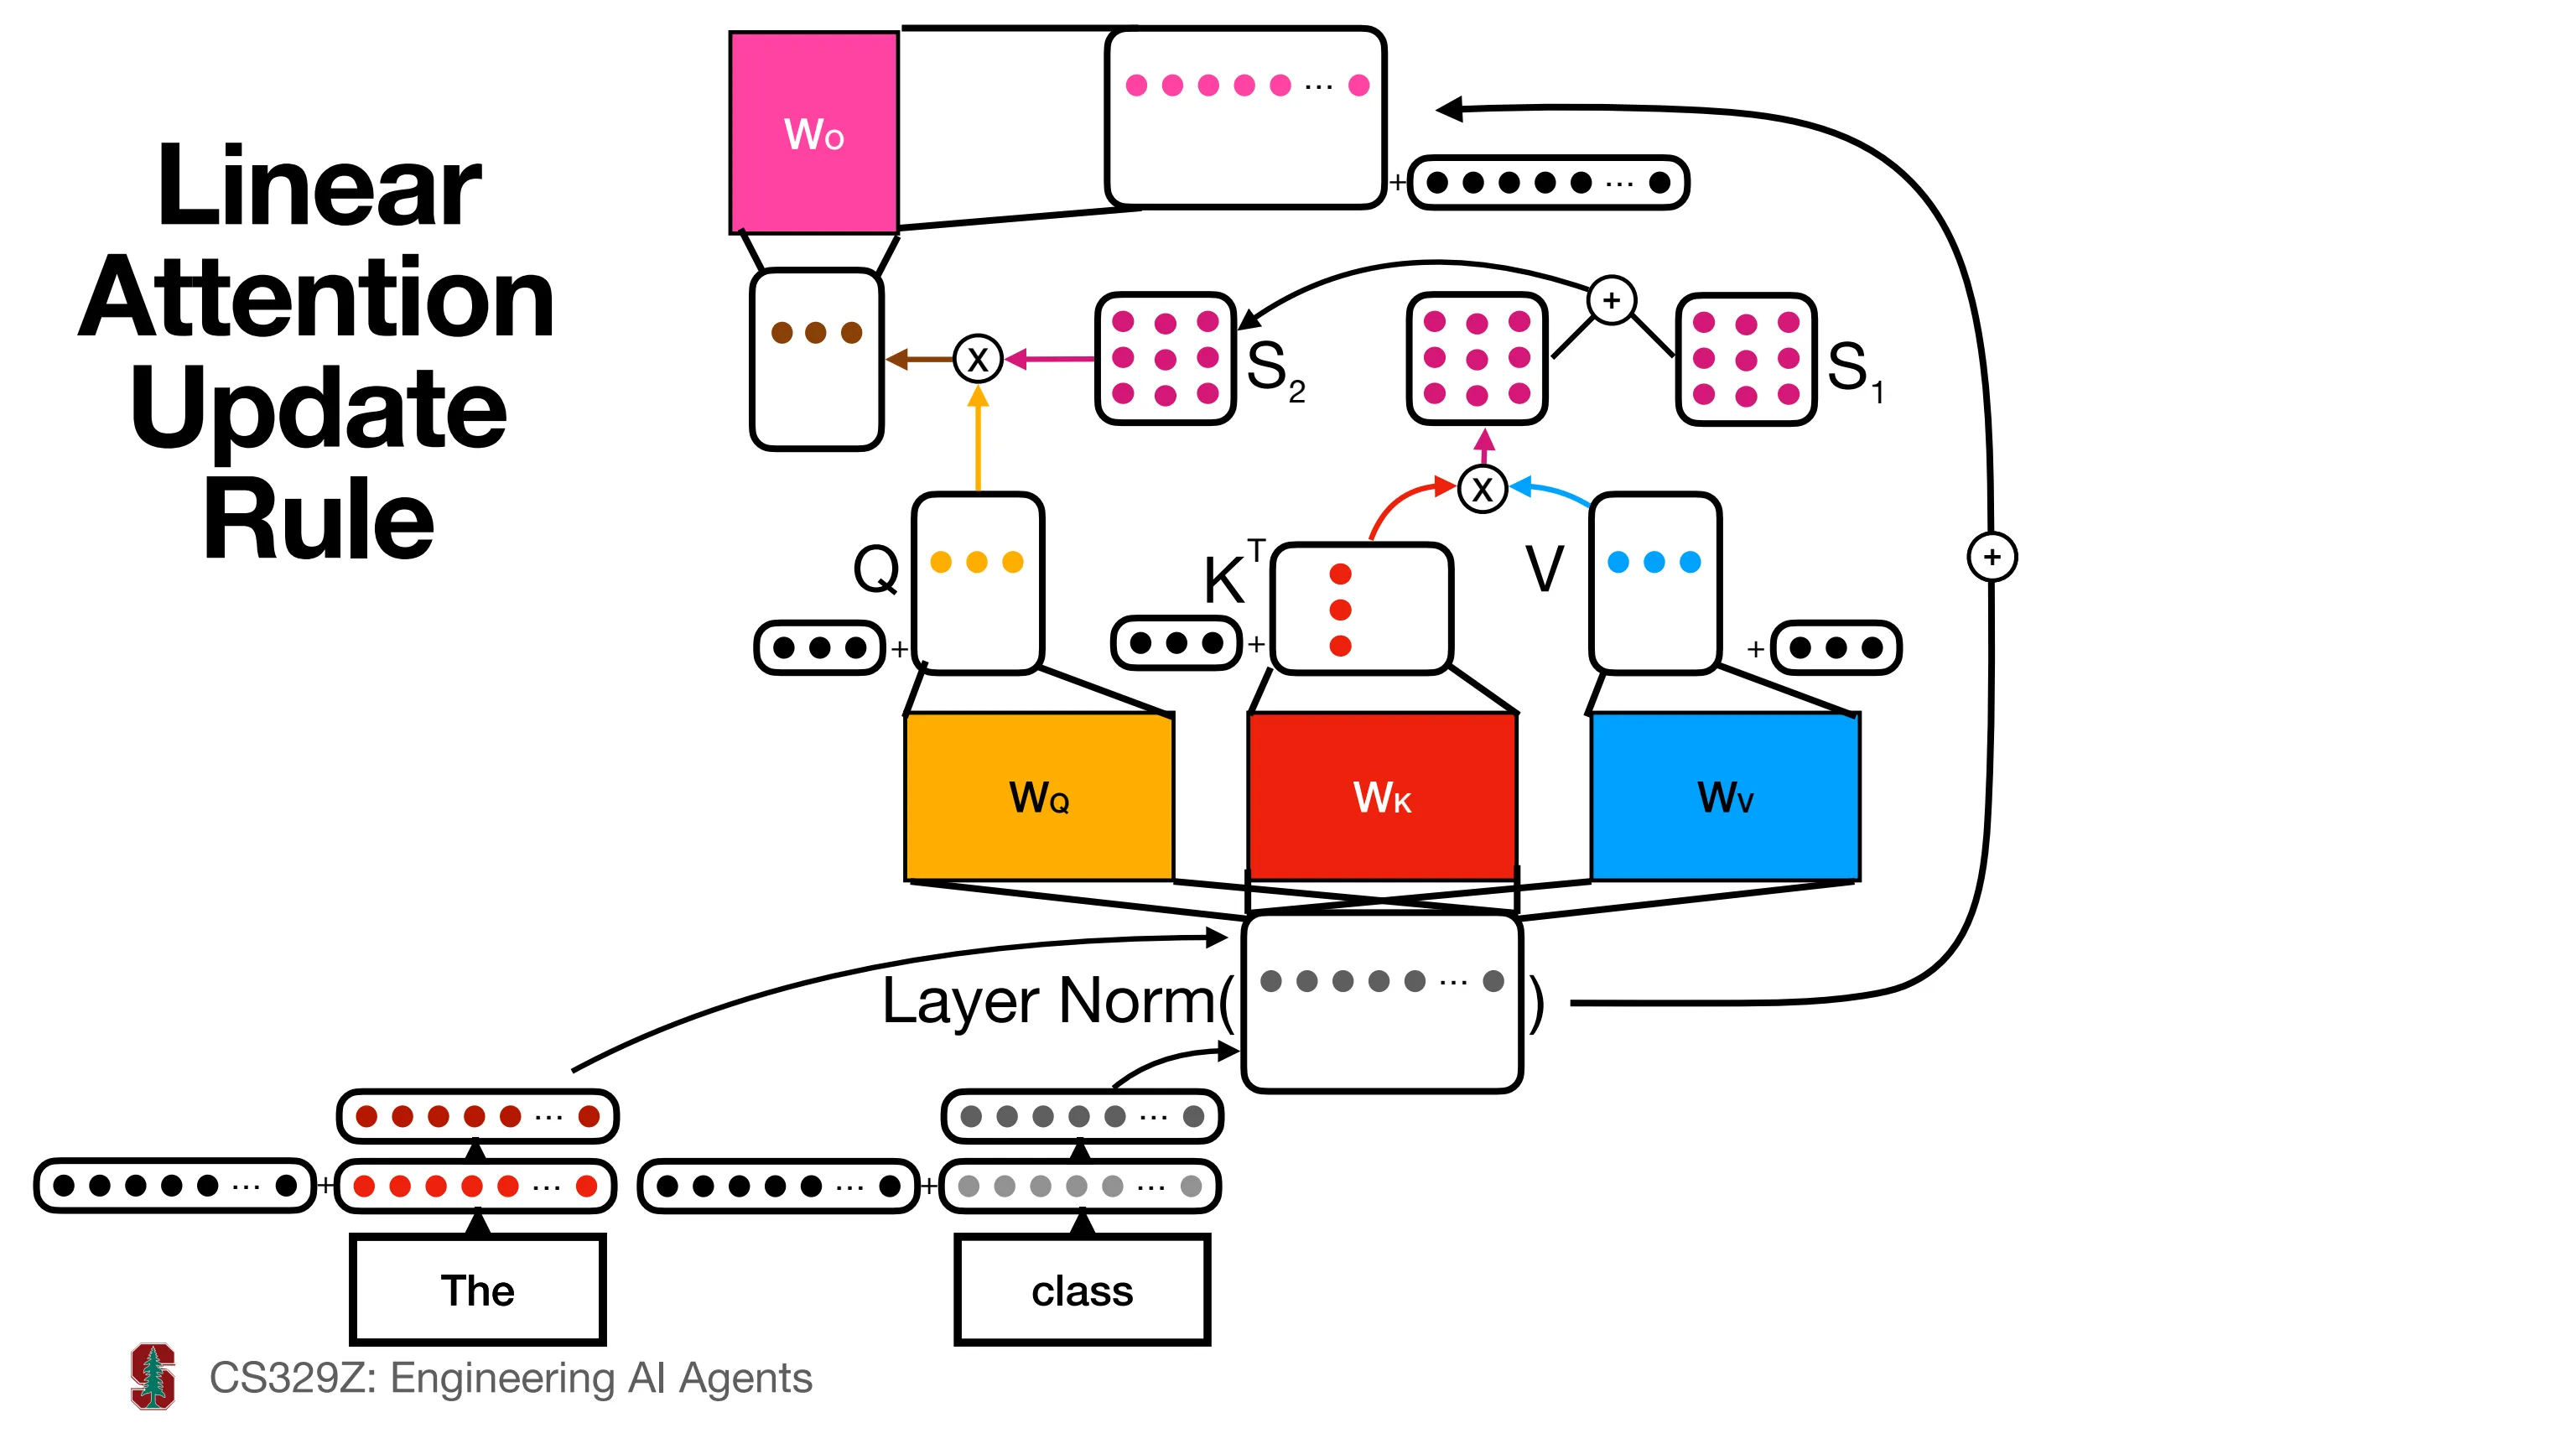 Linear
Attention
Update
Rule
Wo
...
+
...
+
X
S2
S1
X
Q
KT
V
+
+
+
+
WQ
WK
WV
Layer Norm(
...
)
...
...
...
+
...
...
+
...
The
class
CS329Z: Engineering AI Agents